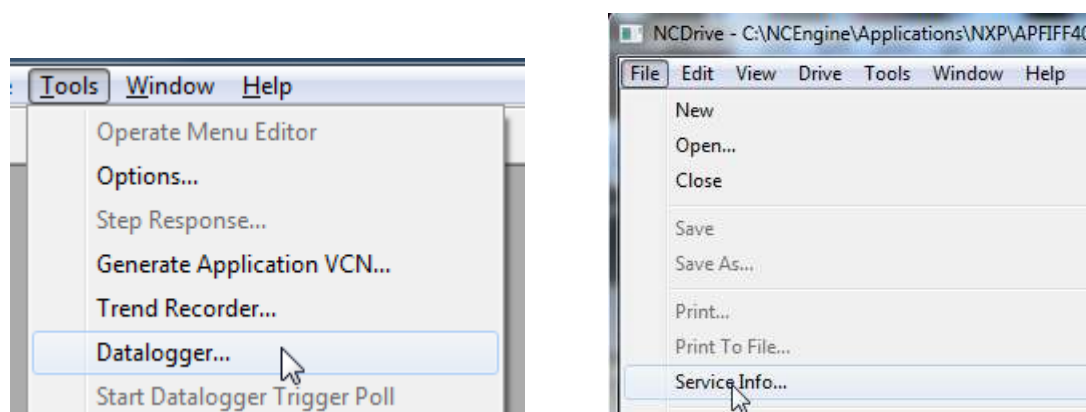 Tools Window Help
Operate Menu Editor
Options...
Step Response...
Generate Application VCN...
Trend Recorder...
Datalogger...
Start Datalogger Trigger Poll
NCDrive - C:\NCEngine\Applications\NXP\APFIFF40
File Edit View Drive Tools Window Help
New
Open...
Close
Save
Save As...
Print...
Print To File...
Service Info...